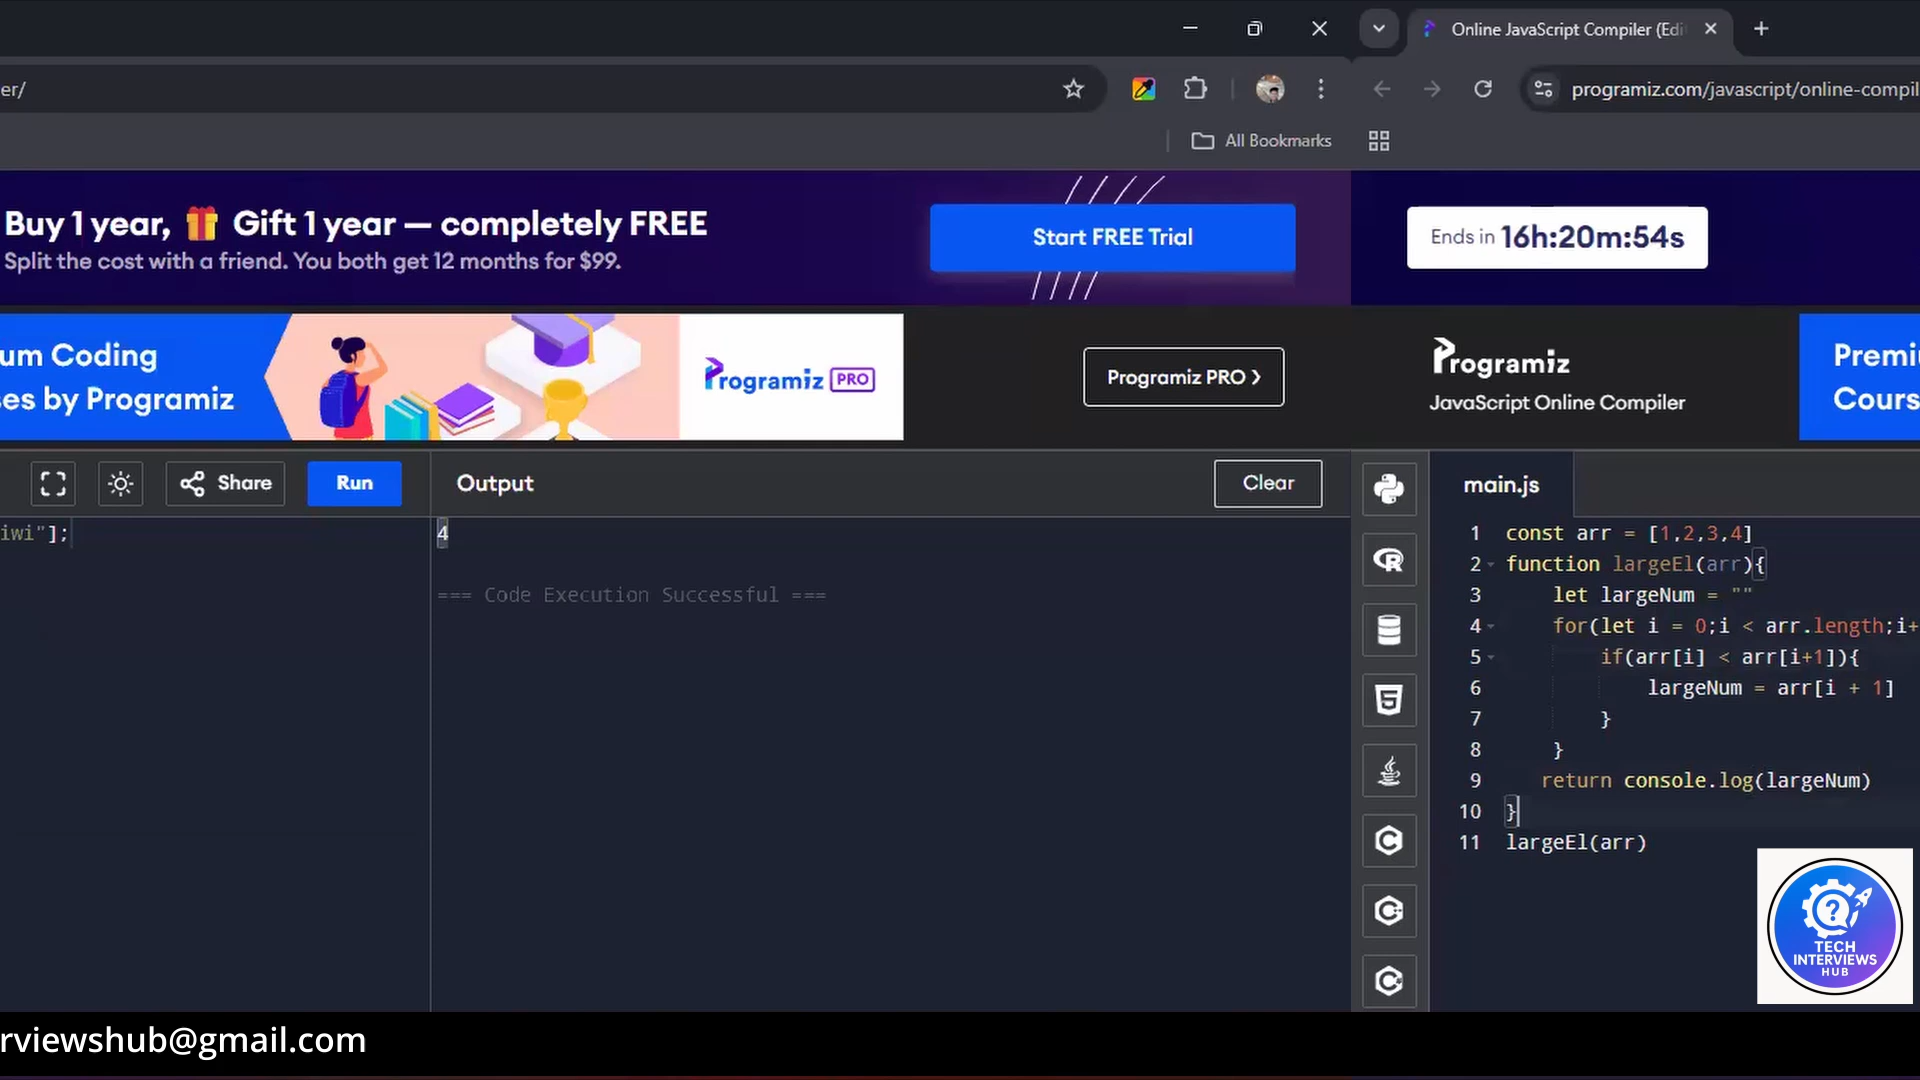 Online JavaScript Compiler (Edi
er/
programiz.com/javascript/online-compil
All Bookmarks
Buy 1 year, Gift 1 year — completely FREE
Split the cost with a friend. You both get 12 months for $99.
Start FREE Trial
Ends in 16h:20m:54s
um Coding
es by Programiz
Programiz PRO
Programiz PRO ❯
Programiz
JavaScript Online Compiler
Premi
Cours
Share
Run
Output
Clear
main.js
iwi"];
4
=== Code Execution Successful ===
1 const arr = [1,2,3,4]
2 function largeEl(arr){
3 let largeNum = ""
4 for(let i = 0;i < arr.length;i+
5 if(arr[i] < arr[i+1]){
6 largeNum = arr[i + 1]
7 }
8 }
9 return console.log(largeNum)
10 }
11 largeEl(arr)
TECH
INTERVIEWS
HUB
rviewshub@gmail.com